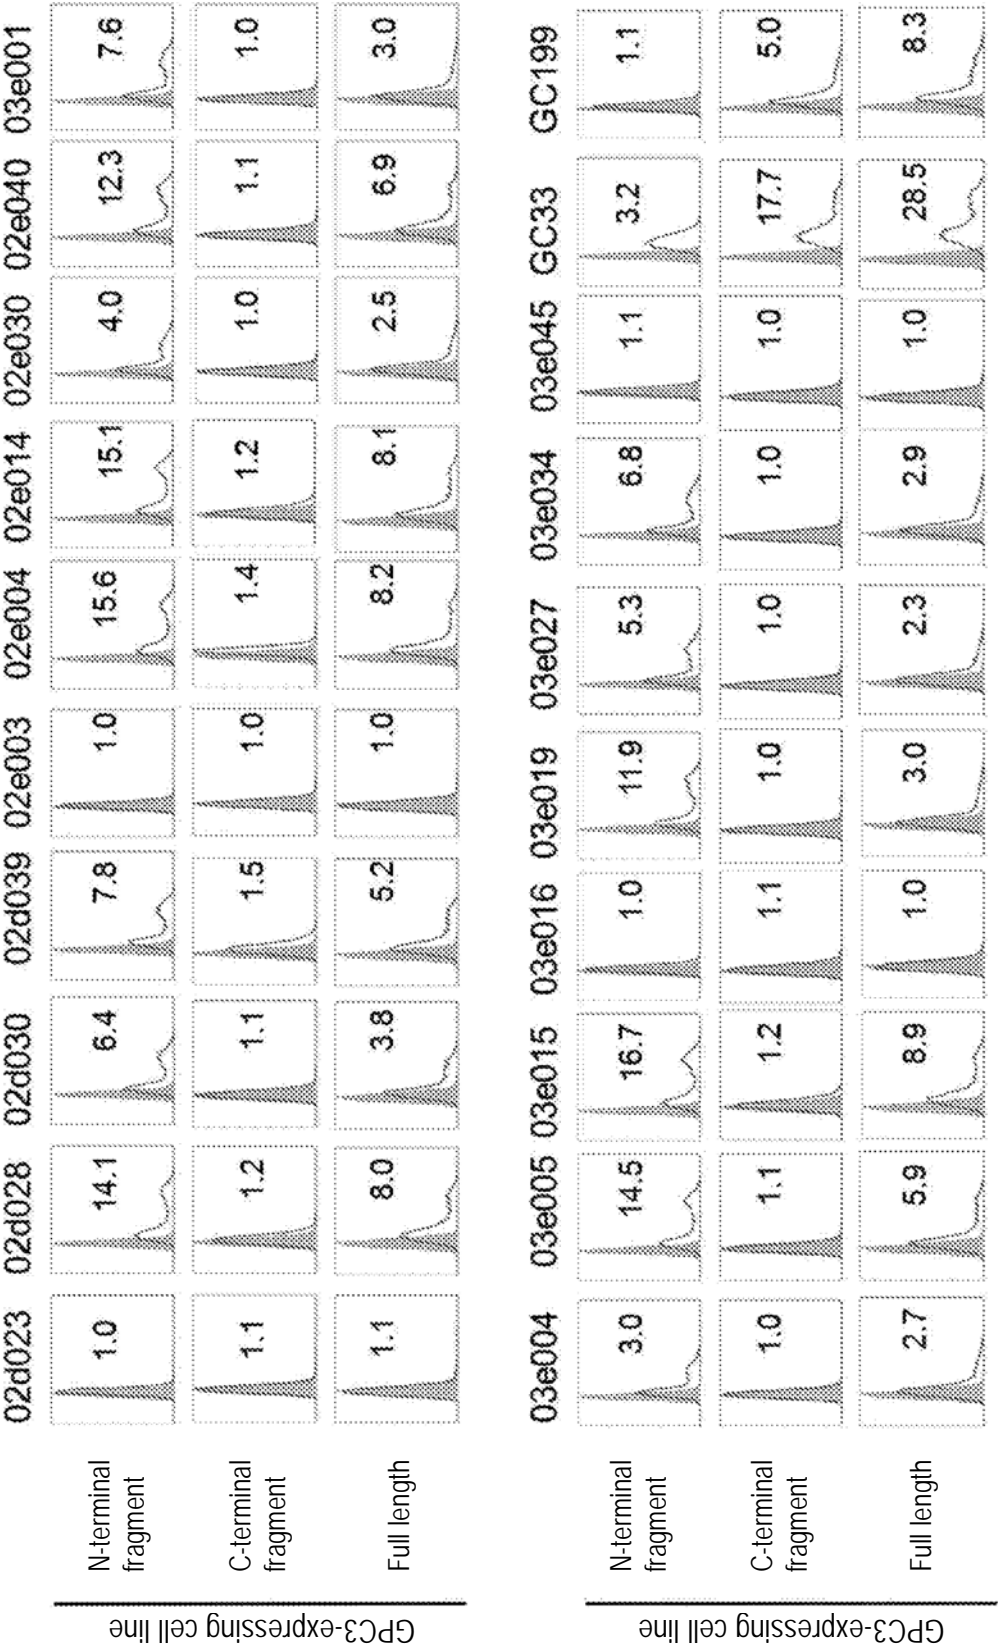 02d023 02d028 02d030 02d039 02e003 02e004 02e014 02e030 02e040 03e001
N-terminal
fragment
1.0 14.1 6.4 7.8 1.0 15.6 15.1 4.0 12.3 7.6
C-terminal
fragment
1.1 1.2 1.1 1.5 1.0 1.4 1.2 1.0 1.1 1.0
Full length
1.1 8.0 3.8 5.2 1.0 8.2 8.1 2.5 6.9 3.0
GPC3-expressing cell line
03e004 03e005 03e015 03e016 03e019 03e027 03e034 03e045 GC33 GC199
N-terminal
fragment
3.0 14.5 16.7 1.0 11.9 5.3 6.8 1.1 3.2 1.1
C-terminal
fragment
1.0 1.1 1.2 1.1 1.0 1.0 1.0 1.0 17.7 5.0
Full length
2.7 5.9 8.9 1.0 3.0 2.3 2.9 1.0 28.5 8.3
GPC3-expressing cell line